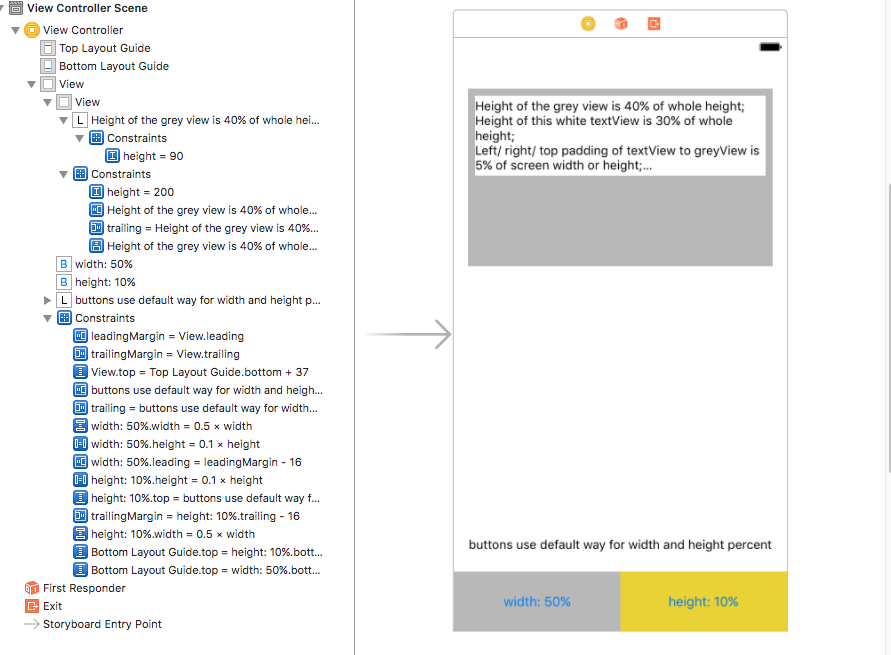 View Controller Scene
View Controller
Top Layout Guide
Bottom Layout Guide
View
View
L Height of the grey view is 40% of whole hei...
Constraints
height = 90
Constraints
height = 200
Height of the grey view is 40% of whole...
trailing = Height of the grey view is 40%...
Height of the grey view is 40% of whole...
B width: 50%
B height: 10%
L buttons use default way for width and height p...
Constraints
leadingMargin = View.leading
trailingMargin = View.trailing
View.top = Top Layout Guide.bottom + 37
buttons use default way for width and heigh...
trailing = buttons use default way for width...
width: 50%.width = 0.5 × width
width: 50%.height = 0.1 × height
width: 50%.leading = leadingMargin - 16
height: 10%.height = 0.1 × height
height: 10%.top = buttons use default way f...
trailingMargin = height: 10%.trailing - 16
height: 10%.width = 0.5 × width
Bottom Layout Guide.top = height: 10%.bott...
Bottom Layout Guide.top = width: 50%.bott...
First Responder
Exit
Storyboard Entry Point
Height of the grey view is 40% of whole height;
Height of this white textView is 30% of whole
height;
Left/ right/ top padding of textView to greyView is
5% of screen width or height;...
buttons use default way for width and height percent
width: 50%
height: 10%